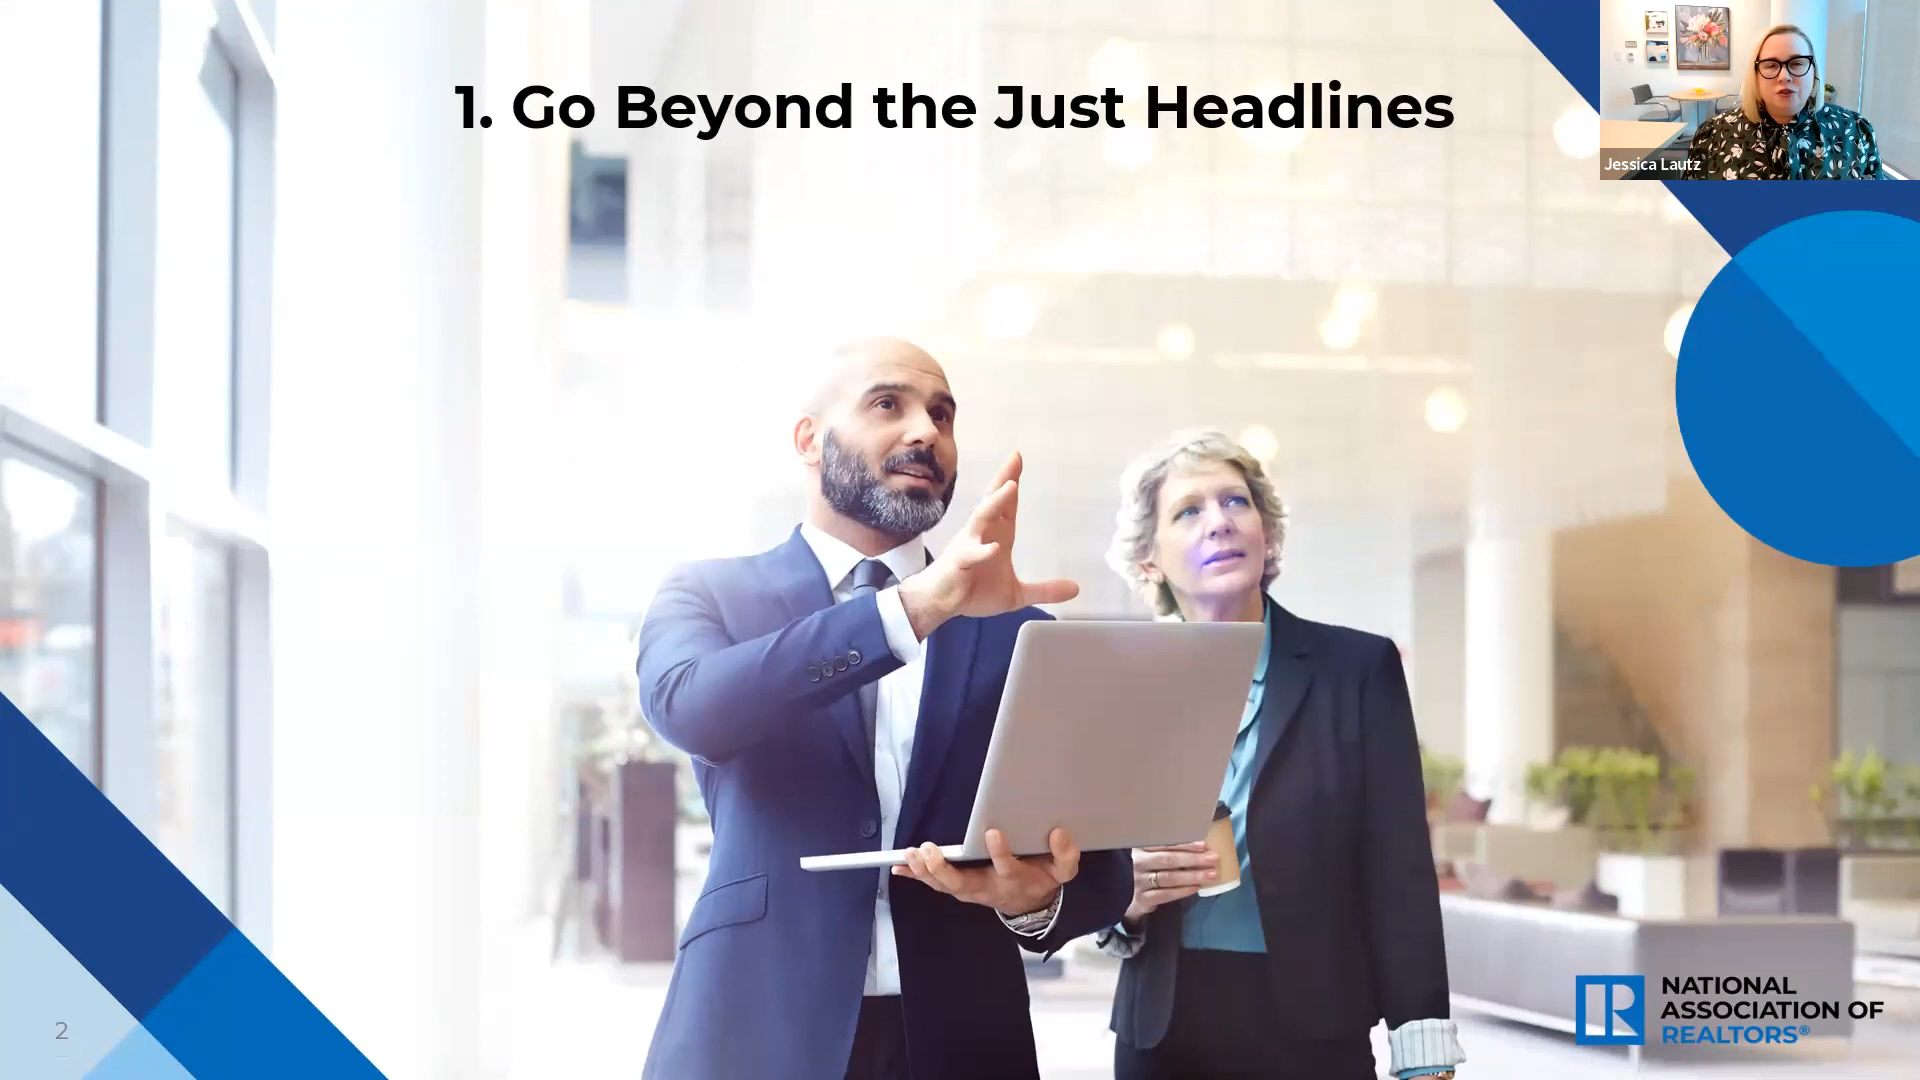 1. Go Beyond the Just Headlines
Jessica Lautz
2
NATIONAL
ASSOCIATION OF
REALTORS®